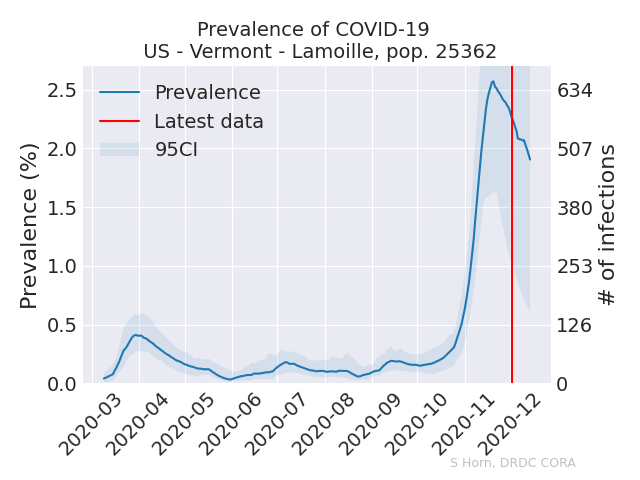 Prevalence of COVID-19
US - Vermont - Lamoille, pop. 25362
Prevalence
Latest data
95CI
Prevalence (%)
2.5
2.0
1.5
1.0
0.5
0.0
634
507
380
253
126
0
# of infections
2020-03
2020-04
2020-05
2020-06
2020-07
2020-08
2020-09
2020-10
2020-11
2020-12
S Horn, DRDC CORA